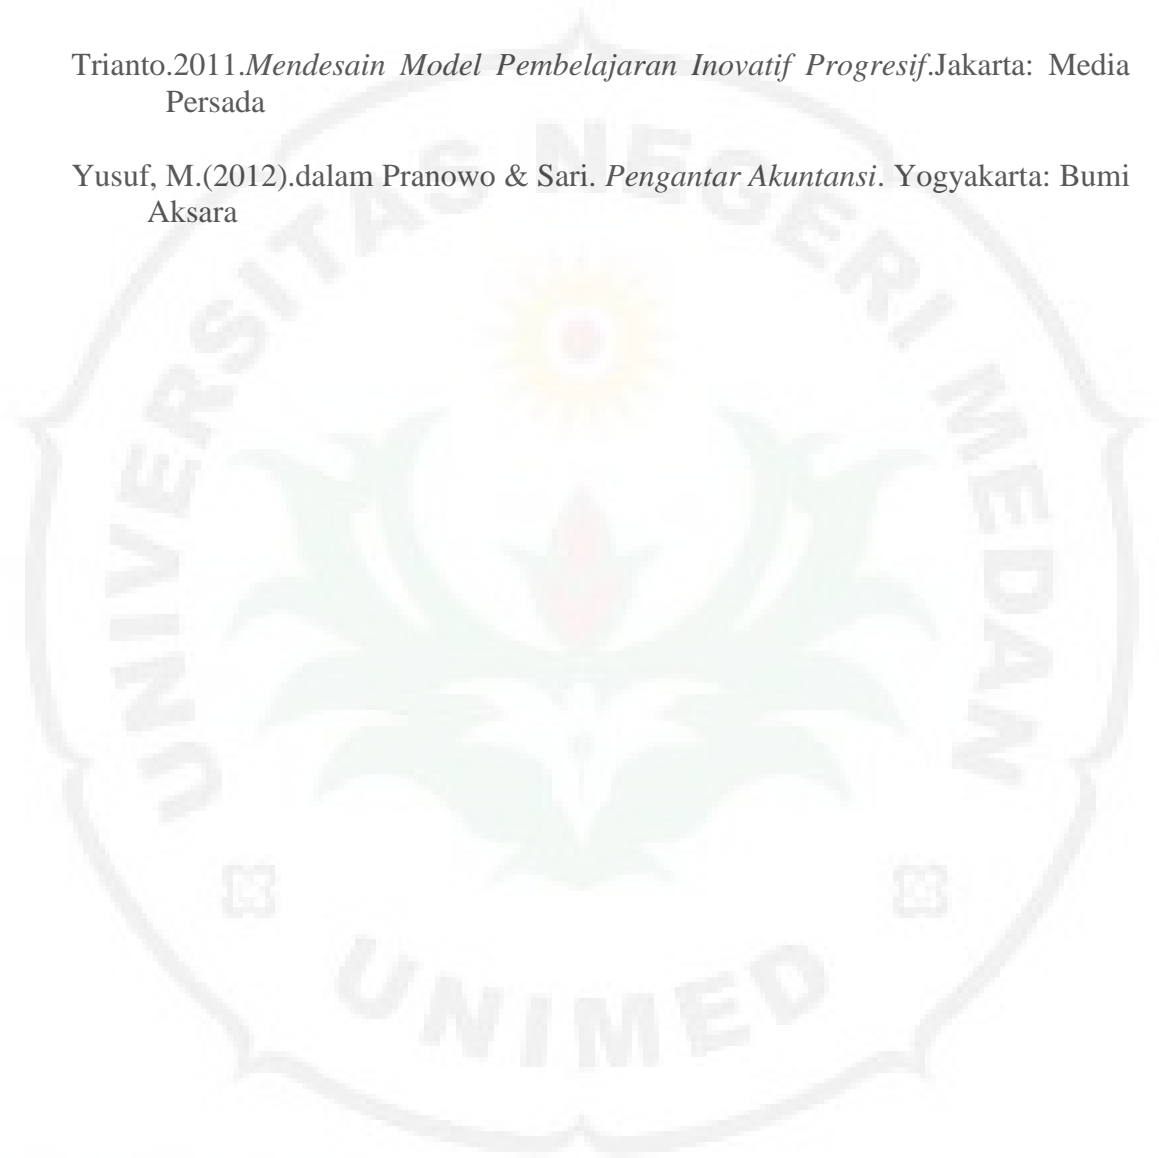 Trianto.2011.Mendesain Model Pembelajaran Inovatif Progresif.Jakarta: Media
Persada
Yusuf, M.(2012).dalam Pranowo & Sari. Pengantar Akuntansi. Yogyakarta: Bumi
Aksara
UNIVERSITAS NEGERI MEDAN
UNIMED